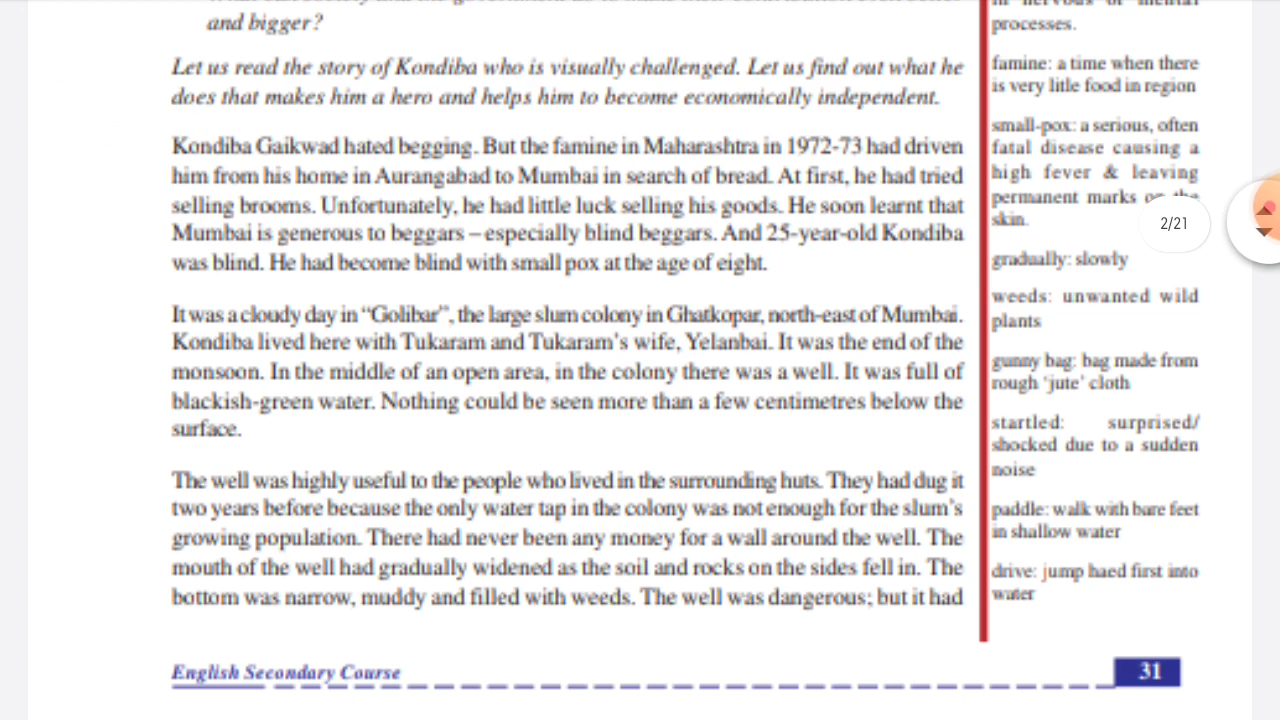 and bigger?
Let us read the story of Kondiba who is visually challenged. Let us find out what he
does that makes him a hero and helps him to become economically independent.
Kondiba Gaikwad hated begging. But the famine in Maharashtra in 1972-73 had driven
him from his home in Aurangabad to Mumbai in search of bread. At first, he had tried
selling brooms. Unfortunately, he had little luck selling his goods. He soon learnt that
Mumbai is generous to beggars – especially blind beggars. And 25-year-old Kondiba
was blind. He had become blind with small pox at the age of eight.
It was a cloudy day in “Golibar”, the large slum colony in Ghatkopar, north-east of Mumbai.
Kondiba lived here with Tukaram and Tukaram’s wife, Yelanbai. It was the end of the
monsoon. In the middle of an open area, in the colony there was a well. It was full of
blackish-green water. Nothing could be seen more than a few centimetres below the
surface.
The well was highly useful to the people who lived in the surrounding huts. They had dug it
two years before because the only water tap in the colony was not enough for the slum’s
growing population. There had never been any money for a wall around the well. The
mouth of the well had gradually widened as the soil and rocks on the sides fell in. The
bottom was narrow, muddy and filled with weeds. The well was dangerous; but it had
processes.
famine: a time when there
is very litle food in region
small-pox: a serious, often
fatal disease causing a
high fever & leaving
permanent marks on the
skin.
gradually: slowly
weeds: unwanted wild
plants
gunny bag: bag made from
rough ‘jute’ cloth
startled: surprised/
shocked due to a sudden
noise
paddle: walk with bare feet
in shallow water
drive: jump haed first into
water
2/21
English Secondary Course
31